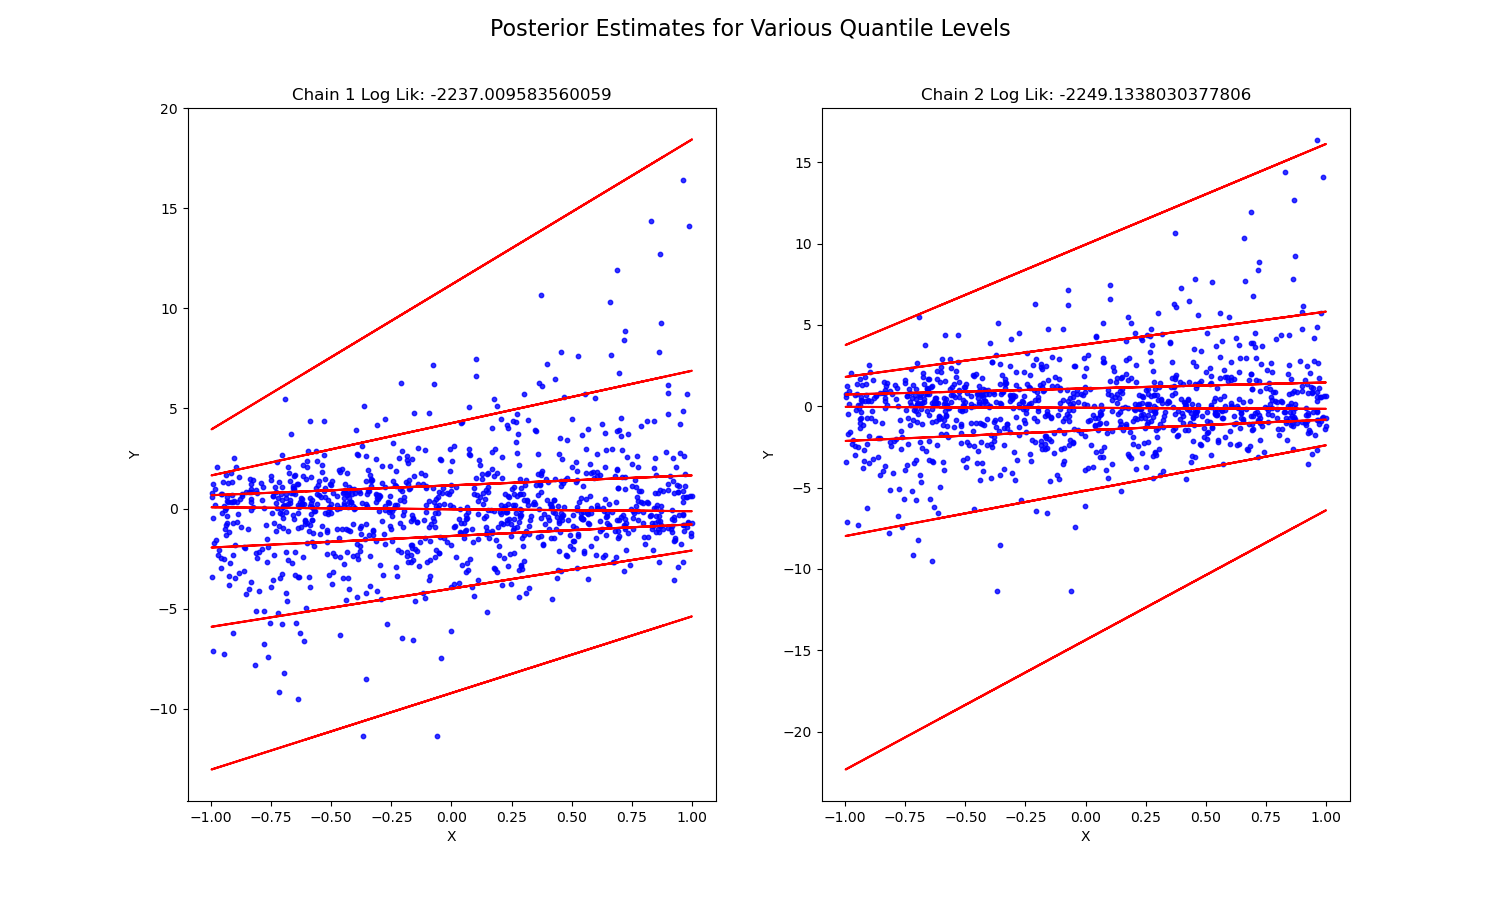 Posterior Estimates for Various Quantile Levels
Chain 1 Log Lik: -2237.009583560059
20
15
10
5
0
−5
−10
Y
−1.00 −0.75 −0.50 −0.25 0.00 0.25 0.50 0.75 1.00
X
Chain 2 Log Lik: -2249.1338030377806
15
10
5
0
−5
−10
−15
−20
Y
−1.00 −0.75 −0.50 −0.25 0.00 0.25 0.50 0.75 1.00
X